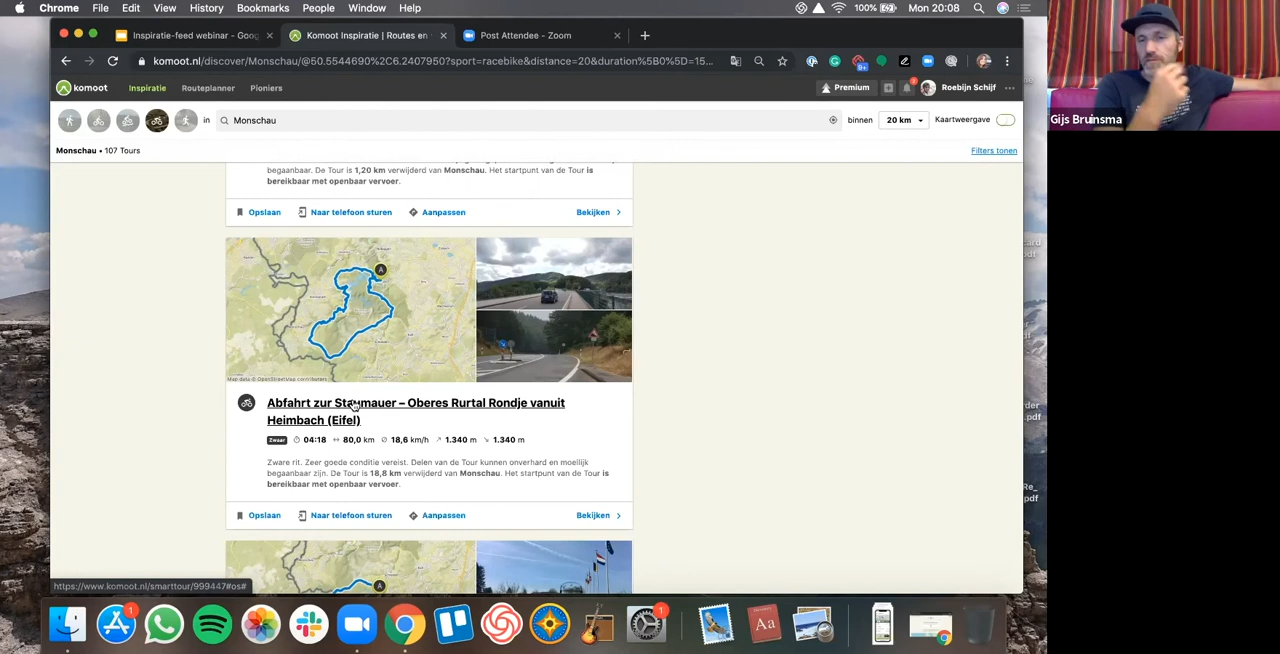 Chrome File Edit View History Bookmarks People Window Help 100% Mon 20:08
Inspiratie-feed webinar - Goog Komoot Inspiratie | Routes en Post Attendee - Zoom
komoot.nl/discover/Monschau/@50.5544690%2C6.2407950?sport=racebike&distance=20&duration%5B0%5D=15...
komoot Inspiratie Routeplanner Pioniers Premium Roebijn Schijf
Gijs Bruinsma
in Monschau binnen 20 km Kaartweergave
Monschau • 107 Tours Filters tonen
begaanbaar. De Tour is 1,20 km verwijderd van Monschau. Het startpunt van de Tour is
bereikbaar met openbaar vervoer.
Opslaan Naar telefoon sturen Aanpassen Bekijken
A
Map data © OpenStreetMap contributors
Abfahrt zur Staumauer – Oberes Rurtal Rondje vanuit
Heimbach (Eifel)
Zwaar 04:18 80,0 km 18,6 km/h 1.340 m 1.340 m
Zware rit. Zeer goede conditie vereist. Delen van de Tour kunnen onverhard en moeilijk
begaanbaar zijn. De Tour is 18,8 km verwijderd van Monschau. Het startpunt van de Tour is
bereikbaar met openbaar vervoer.
Opslaan Naar telefoon sturen Aanpassen Bekijken
A
https://www.komoot.nl/smarttour/999447#os#